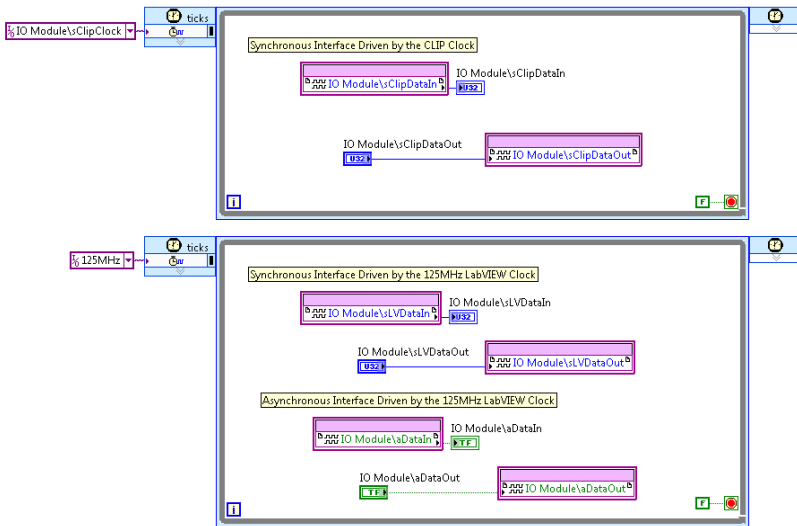 ticks
IO Module\sClipClock
Synchronous Interface Driven by the CLIP Clock
IO Module\sClipDataIn
IO Module\sClipDataIn
U32
IO Module\sClipDataOut
U32
IO Module\sClipDataOut
i
F
ticks
125MHz
Synchronous Interface Driven by the 125MHz LabVIEW Clock
IO Module\sLVDataIn
IO Module\sLVDataIn
U32
IO Module\sLVDataOut
U32
IO Module\sLVDataOut
Asynchronous Interface Driven by the 125MHz LabVIEW Clock
IO Module\aDataIn
IO Module\aDataIn
TF
IO Module\aDataOut
TF
IO Module\aDataOut
i
F